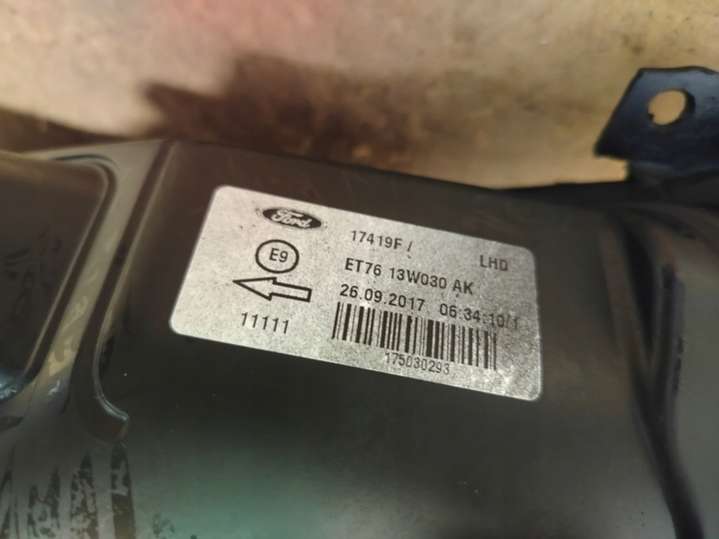 Ford
17419F /
LHD
E9
ET76 13W030 AK
26.09.2017 06:34:10/1
11111
175030293